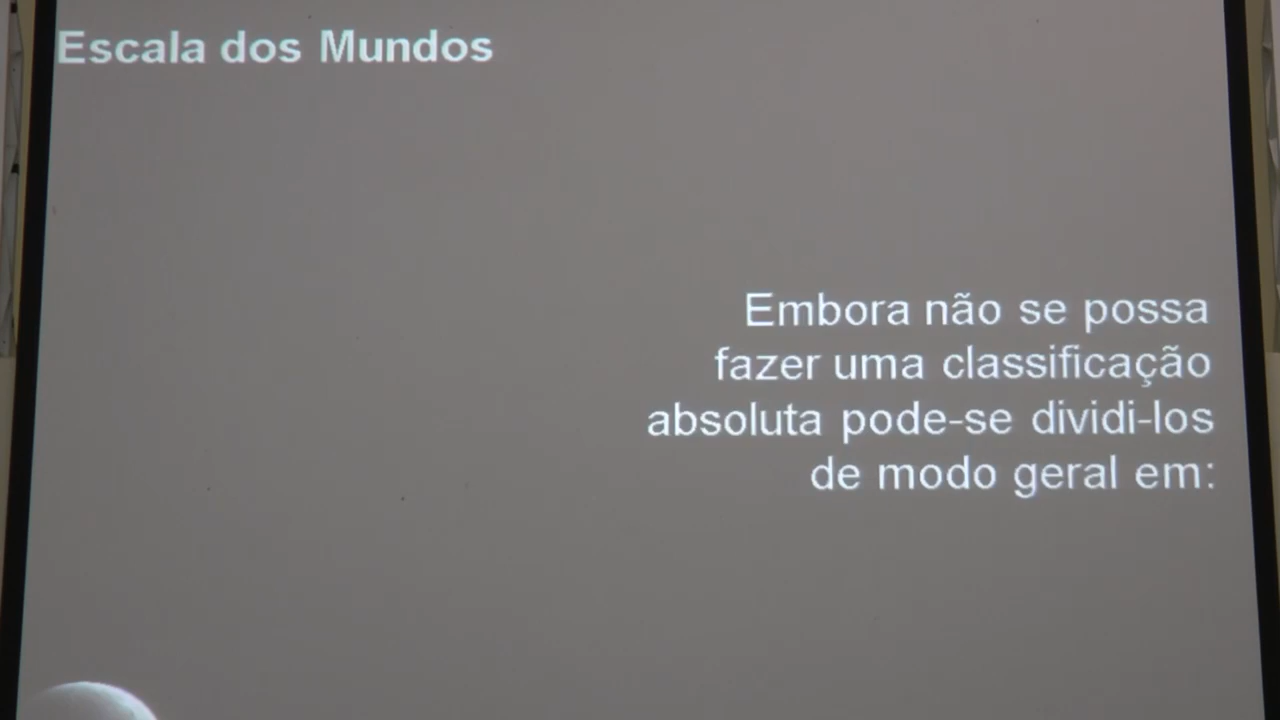 Escala dos Mundos
Embora não se possa
fazer uma classificação
absoluta pode-se dividi-los
de modo geral em: